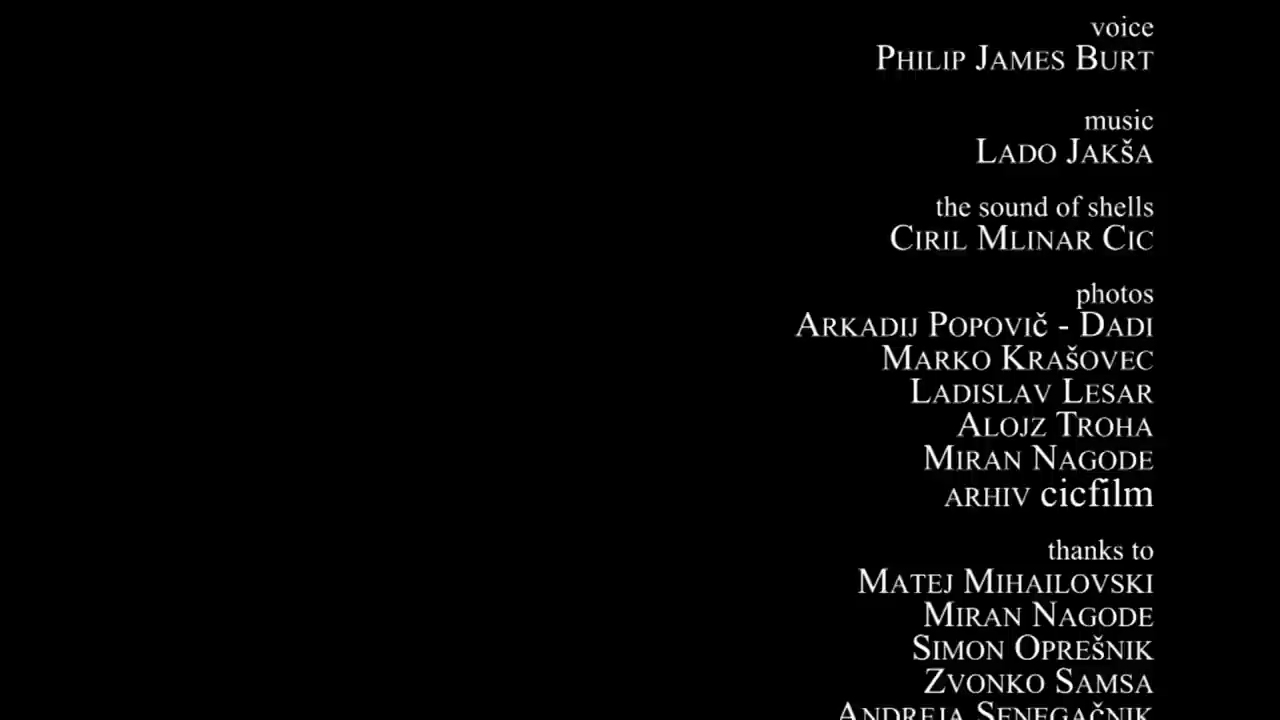 voice
PHILIP JAMES BURT
music
LADO JAKŠA
the sound of shells
CIRIL MLINAR CIC
photos
ARKADIJ POPOVIČ - DADI
MARKO KRAŠOVEC
LADISLAV LESAR
ALOJZ TROHA
MIRAN NAGODE
ARHIV cicfilm
thanks to
MATEJ MIHAILOVSKI
MIRAN NAGODE
SIMON OPREŠNIK
ZVONKO SAMSA
ANDREJA SENEGAČNIK